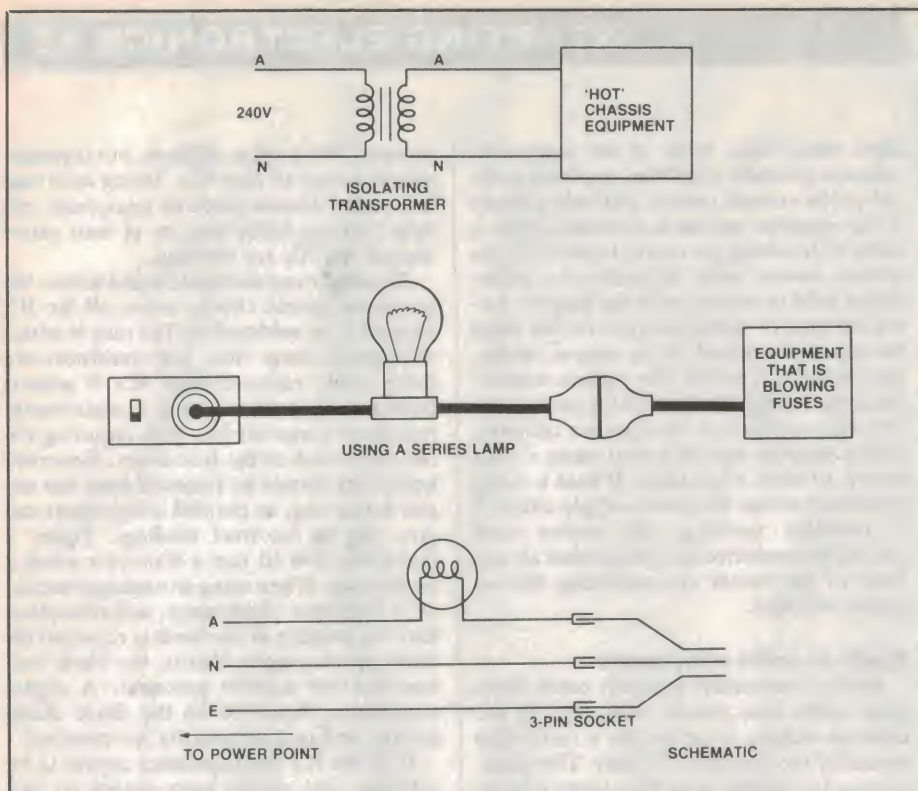 A
A
240V
'HOT'
CHASSIS
EQUIPMENT
N
N
ISOLATING
TRANSFORMER
EQUIPMENT
THAT IS
BLOWING
FUSES
USING A SERIES LAMP
A
N
E
3-PIN SOCKET
TO POWER POINT
SCHEMATIC